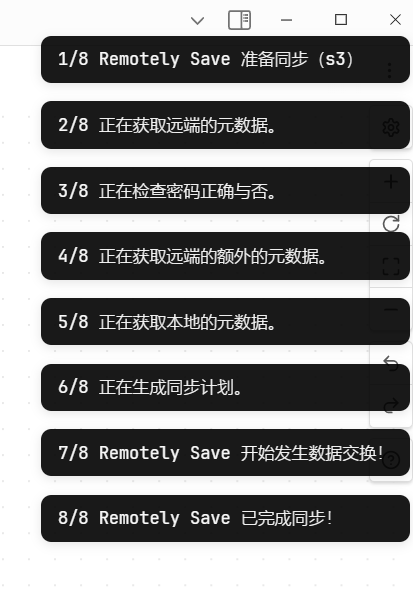 1/8 Remotely Save 准备同步（s3）
2/8 正在获取远端的元数据。
3/8 正在检查密码正确与否。
4/8 正在获取远端的额外的元数据。
5/8 正在获取本地的元数据。
6/8 正在生成同步计划。
7/8 Remotely Save 开始发生数据交换！
8/8 Remotely Save 已完成同步！